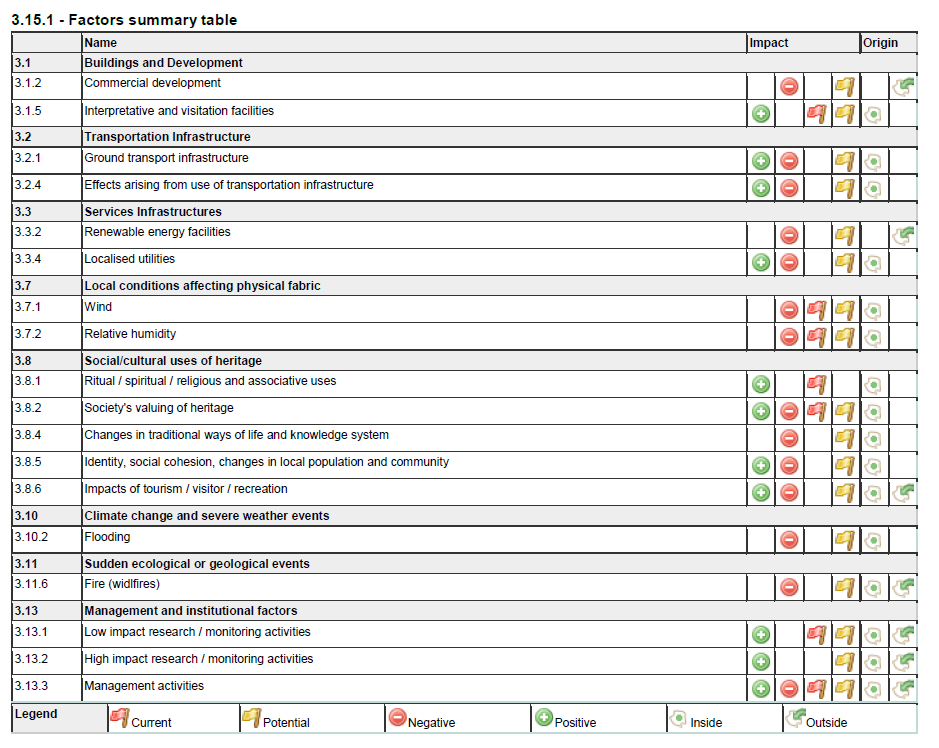 3.15.1 - Factors summary table
Name Impact Origin
3.1 Buildings and Development
3.1.2 Commercial development
3.1.5 Interpretative and visitation facilities
3.2 Transportation Infrastructure
3.2.1 Ground transport infrastructure
3.2.4 Effects arising from use of transportation infrastructure
3.3 Services Infrastructures
3.3.2 Renewable energy facilities
3.3.4 Localised utilities
3.7 Local conditions affecting physical fabric
3.7.1 Wind
3.7.2 Relative humidity
3.8 Social/cultural uses of heritage
3.8.1 Ritual / spiritual / religious and associative uses
3.8.2 Society's valuing of heritage
3.8.4 Changes in traditional ways of life and knowledge system
3.8.5 Identity, social cohesion, changes in local population and community
3.8.6 Impacts of tourism / visitor / recreation
3.10 Climate change and severe weather events
3.10.2 Flooding
3.11 Sudden ecological or geological events
3.11.6 Fire (widlfires)
3.13 Management and institutional factors
3.13.1 Low impact research / monitoring activities
3.13.2 High impact research / monitoring activities
3.13.3 Management activities
Legend Current Potential Negative Positive Inside Outside